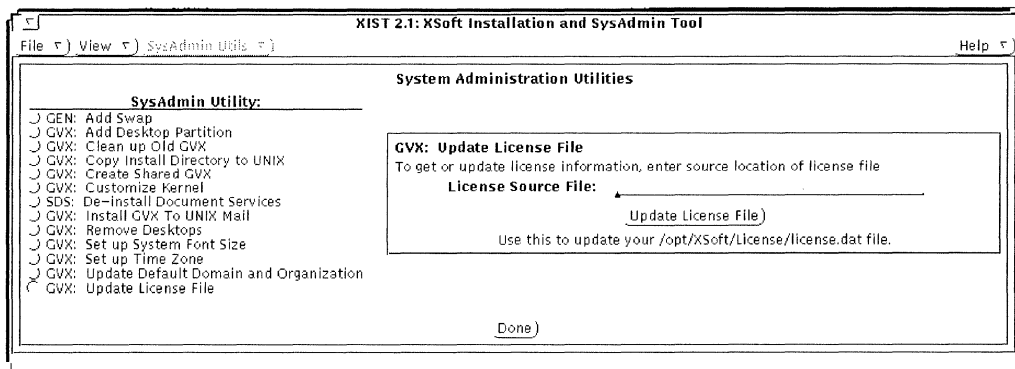 XIST 2.1: XSoft Installation and SysAdmin Tool
File View SysAdmin Utils Help
System Administration Utilities
SysAdmin Utility:
GEN: Add Swap
GVX: Add Desktop Partition
GVX: Clean up Old GVX
GVX: Copy Install Directory to UNIX
GVX: Create Shared GVX
GVX: Customize Kernel
SDS: De-install Document Services
GVX: Install GVX To UNIX Mail
GVX: Remove Desktops
GVX: Set up System Font Size
GVX: Set up Time Zone
GVX: Update Default Domain and Organization
GVX: Update License File
GVX: Update License File
To get or update license information, enter source location of license file
License Source File:
Update License File
Use this to update your /opt/XSoft/License/license.dat file.
Done